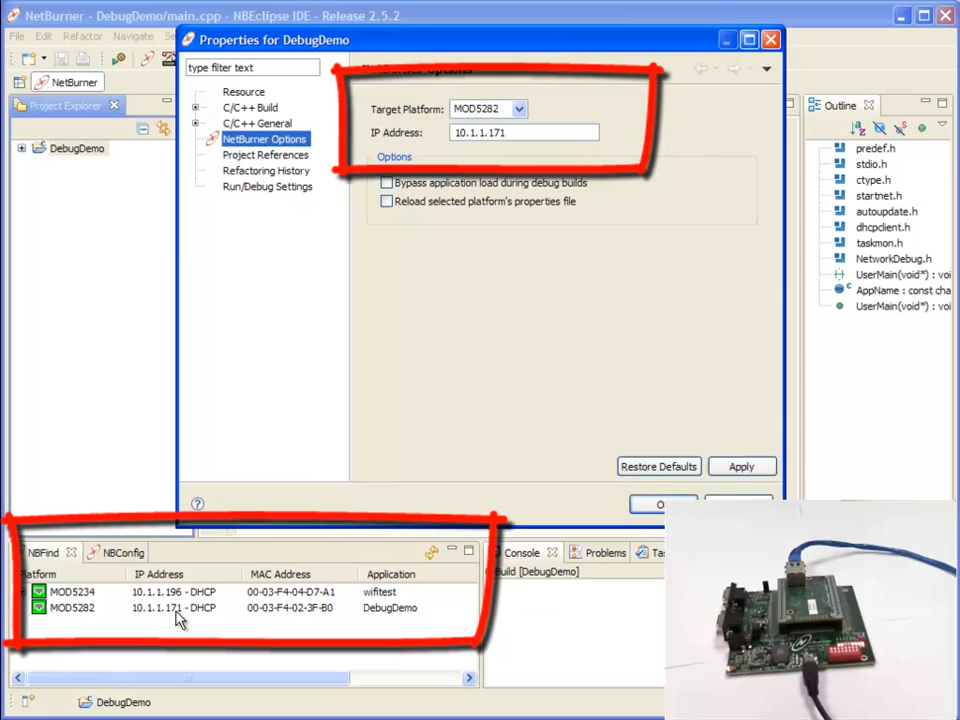 NetBurner - DebugDemo/main.cpp - NBEclipse IDE - Release 2.5.2
File Edit Refactor Navigate
Properties for DebugDemo
NetBurner
Project Explorer
DebugDemo
type filter text
Resource
C/C++ Build
C/C++ General
NetBurner Options
Project References
Refactoring History
Run/Debug Settings
Target Platform: MOD5282
IP Address: 10.1.1.171
Options
Bypass application load during debug builds
Reload selected platform's properties file
Restore Defaults Apply
Outline
predef.h
stdio.h
ctype.h
startnet.h
autoupdate.h
dhcpclient.h
taskmon.h
NetworkDebug.h
UserMain(void*) : voi
AppName : const cha
UserMain(void*) : voi
NBFind NBConfig
Platform IP Address MAC Address Application
MOD5234 10.1.1.196 - DHCP 00-03-F4-04-D7-A1 wifitest
MOD5282 10.1.1.171 - DHCP 00-03-F4-02-3F-B0 DebugDemo
Console Problems Tas
Build [DebugDemo]
DebugDemo